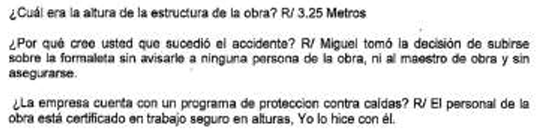 ¿Cuál era la altura de la estructura de la obra? R/ 3.25 Metros
¿Por qué cree usted que sucedió el accidente? R/ Miguel tomó la decisión de subirse
sobre la formaleta sin avisarle a ninguna persona de la obra, ni al maestro de obra y sin
asegurarse.
¿La empresa cuenta con un programa de proteccion contra caídas? R/ El personal de la
obra está certificado en trabajo seguro en alturas, Yo lo hice con él.